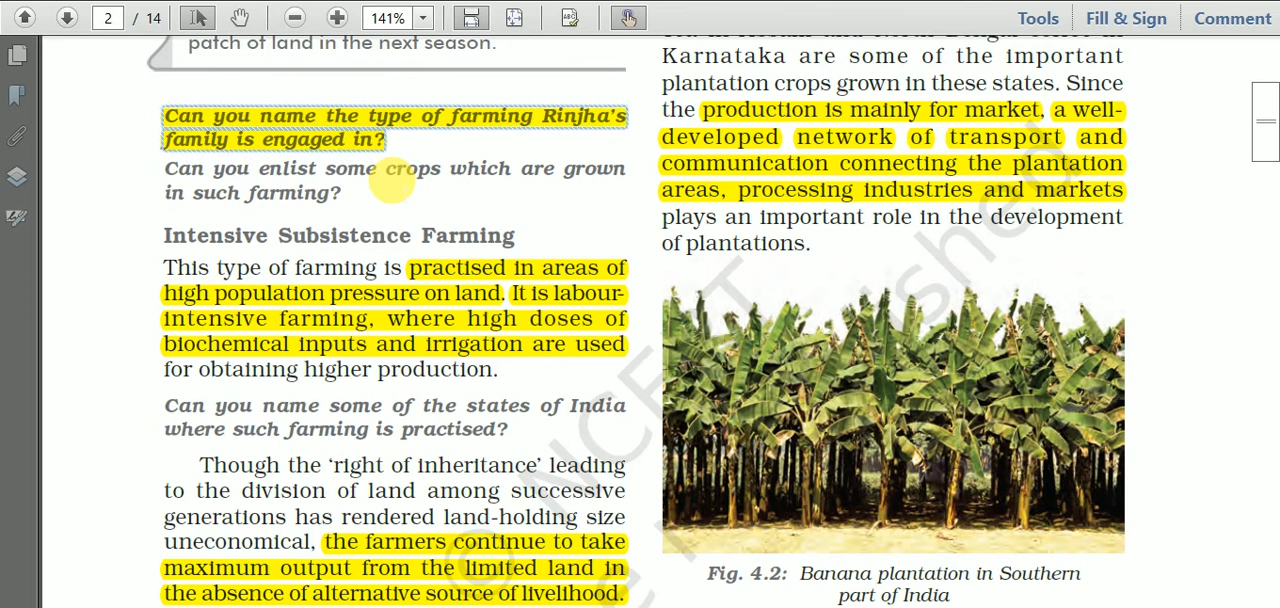 2 / 14
141%
Tools
Fill & Sign
Comment
patch of land in the next season.
Can you name the type of farming Rinjha's
family is engaged in?
Can you enlist some crops which are grown
in such farming?
Intensive Subsistence Farming
This type of farming is practised in areas of
high population pressure on land. It is labour-
intensive farming, where high doses of
biochemical inputs and irrigation are used
for obtaining higher production.
Can you name some of the states of India
where such farming is practised?
Though the 'right of inheritance' leading
to the division of land among successive
generations has rendered land-holding size
uneconomical, the farmers continue to take
maximum output from the limited land in
the absence of alternative source of livelihood.
Karnataka are some of the important
plantation crops grown in these states. Since
the production is mainly for market, a well-
developed network of transport and
communication connecting the plantation
areas, processing industries and markets
plays an important role in the development
of plantations.
Fig. 4.2: Banana plantation in Southern
part of India
© NCERT